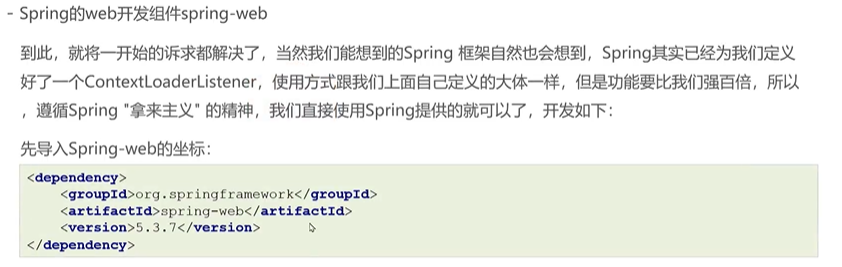 - Spring的web开发组件spring-web
到此，就将一开始的诉求都解决了，当然我们能想到的Spring 框架自然也会想到，Spring其实已经为我们定义
好了一个ContextLoaderListener，使用方式跟我们上面自己定义的大体一样，但是功能要比我们强百倍，所以
，遵循Spring "拿来主义" 的精神，我们直接使用Spring提供的就可以了，开发如下：
先导入Spring-web的坐标：
<dependency>
    <groupId>org.springframework</groupId>
    <artifactId>spring-web</artifactId>
    <version>5.3.7</version>
</dependency>